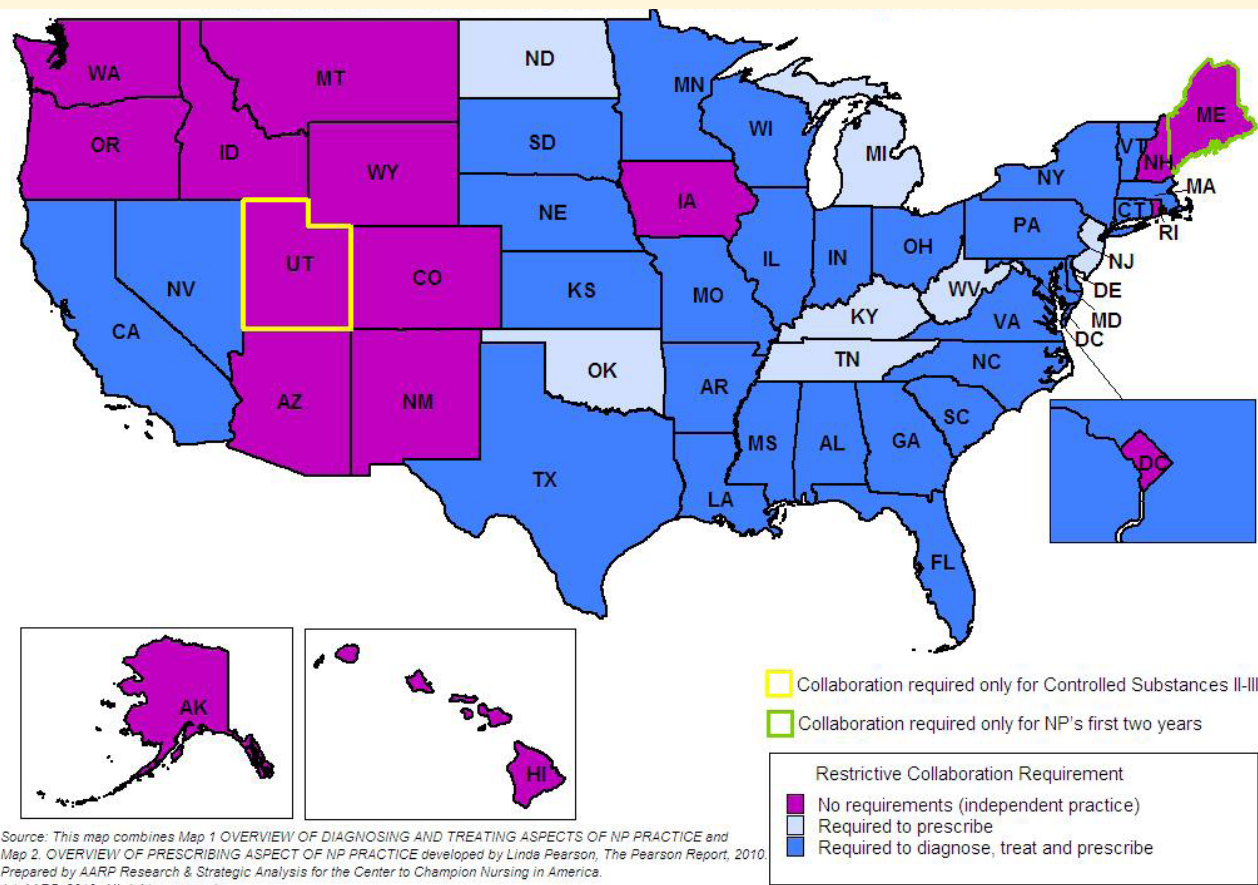 WA
MT
ND
MN
ME
OR
ID
SD
WI
MI
VT
NH
WY
NY
MA
IA
NE
PA
CT
RI
NV
UT
CO
IL
IN
OH
NJ
CA
KS
MO
WV
DE
KY
VA
MD
DC
TN
NC
OK
AZ
NM
AR
SC
MS
AL
GA
DC
TX
LA
FL
AK
HI
Collaboration required only for Controlled Substances II-III
Collaboration required only for NP's first two years
Restrictive Collaboration Requirement
No requirements (independent practice)
Required to prescribe
Required to diagnose, treat and prescribe
Source: This map combines Map 1 OVERVIEW OF DIAGNOSING AND TREATING ASPECTS OF NP PRACTICE and
Map 2. OVERVIEW OF PRESCRIBING ASPECT OF NP PRACTICE developed by Linda Pearson, The Pearson Report, 2010.
Prepared by AARP Research & Strategic Analysis for the Center to Champion Nursing in America.